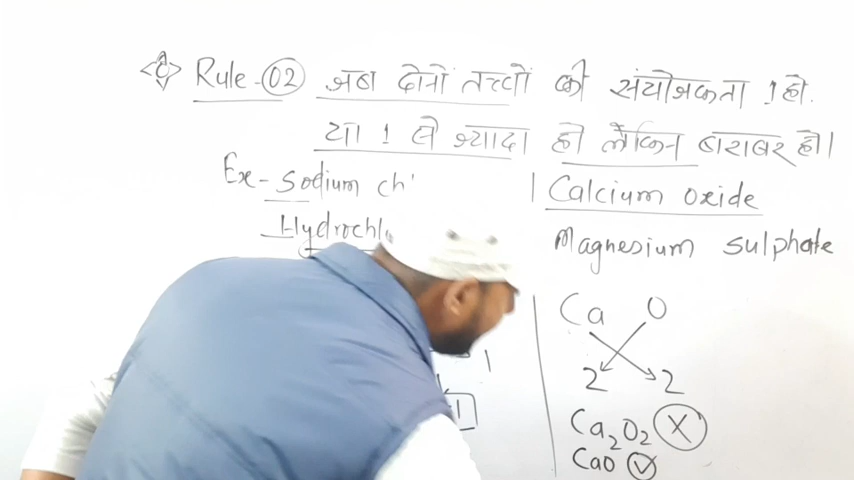 Rule-02 जब दोनों तत्वों की संयोजकता 1 हो.
या 1 से ज्यादा हो लेकिन बाराबर हो।
Ex- Sodium ch
Hydrochl
Calcium oxide
Magnesium sulphate
Ca O
2 2
Ca2O2 X
CaO ✓
1